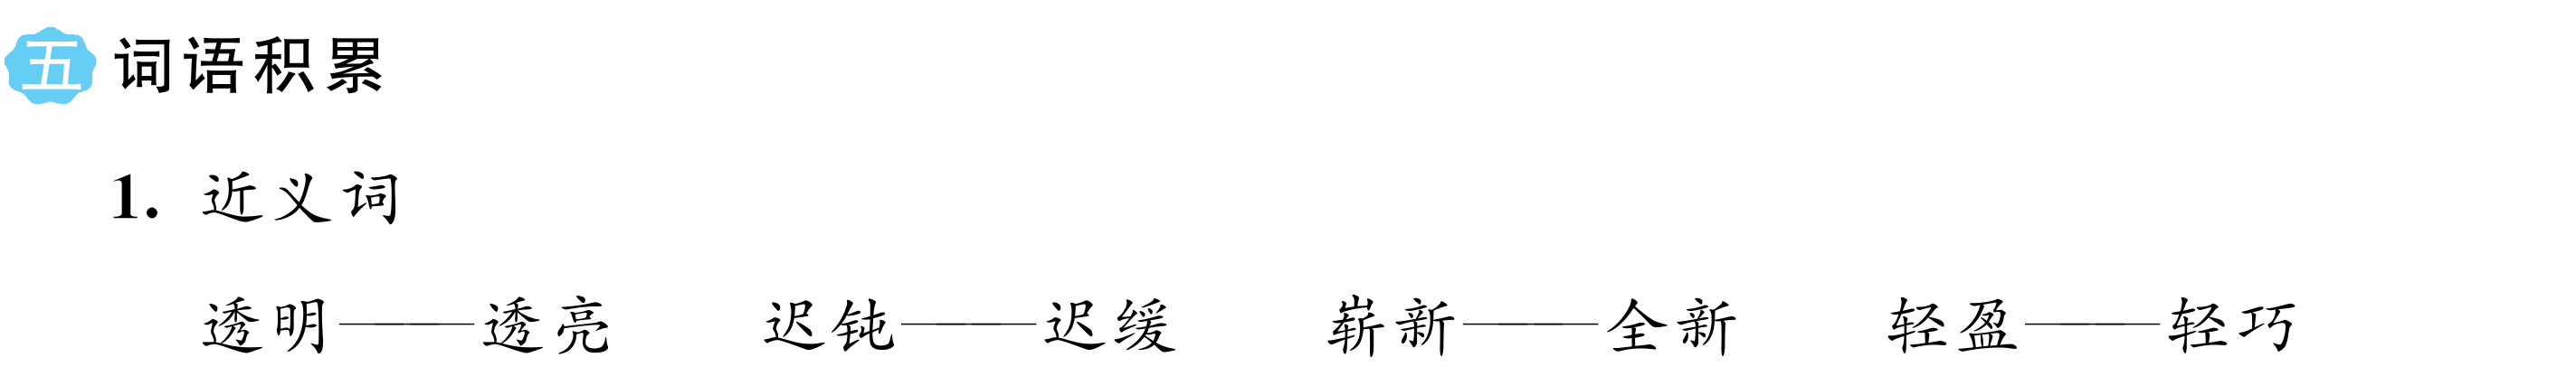 五 词语积累
1. 近义词
透明——透亮 迟钝——迟缓 崭新——全新 轻盈——轻巧